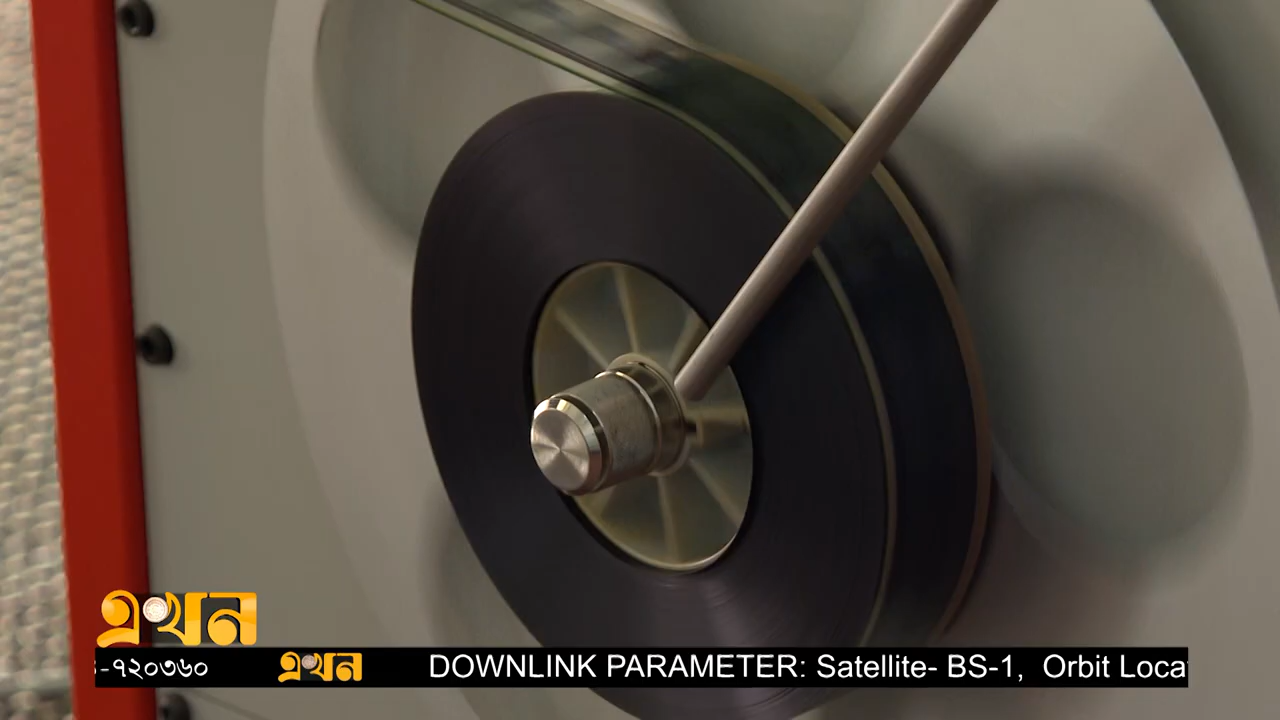 এখন
-৭২০৩৬০ এখন DOWNLINK PARAMETER: Satellite- BS-1, Orbit Loca